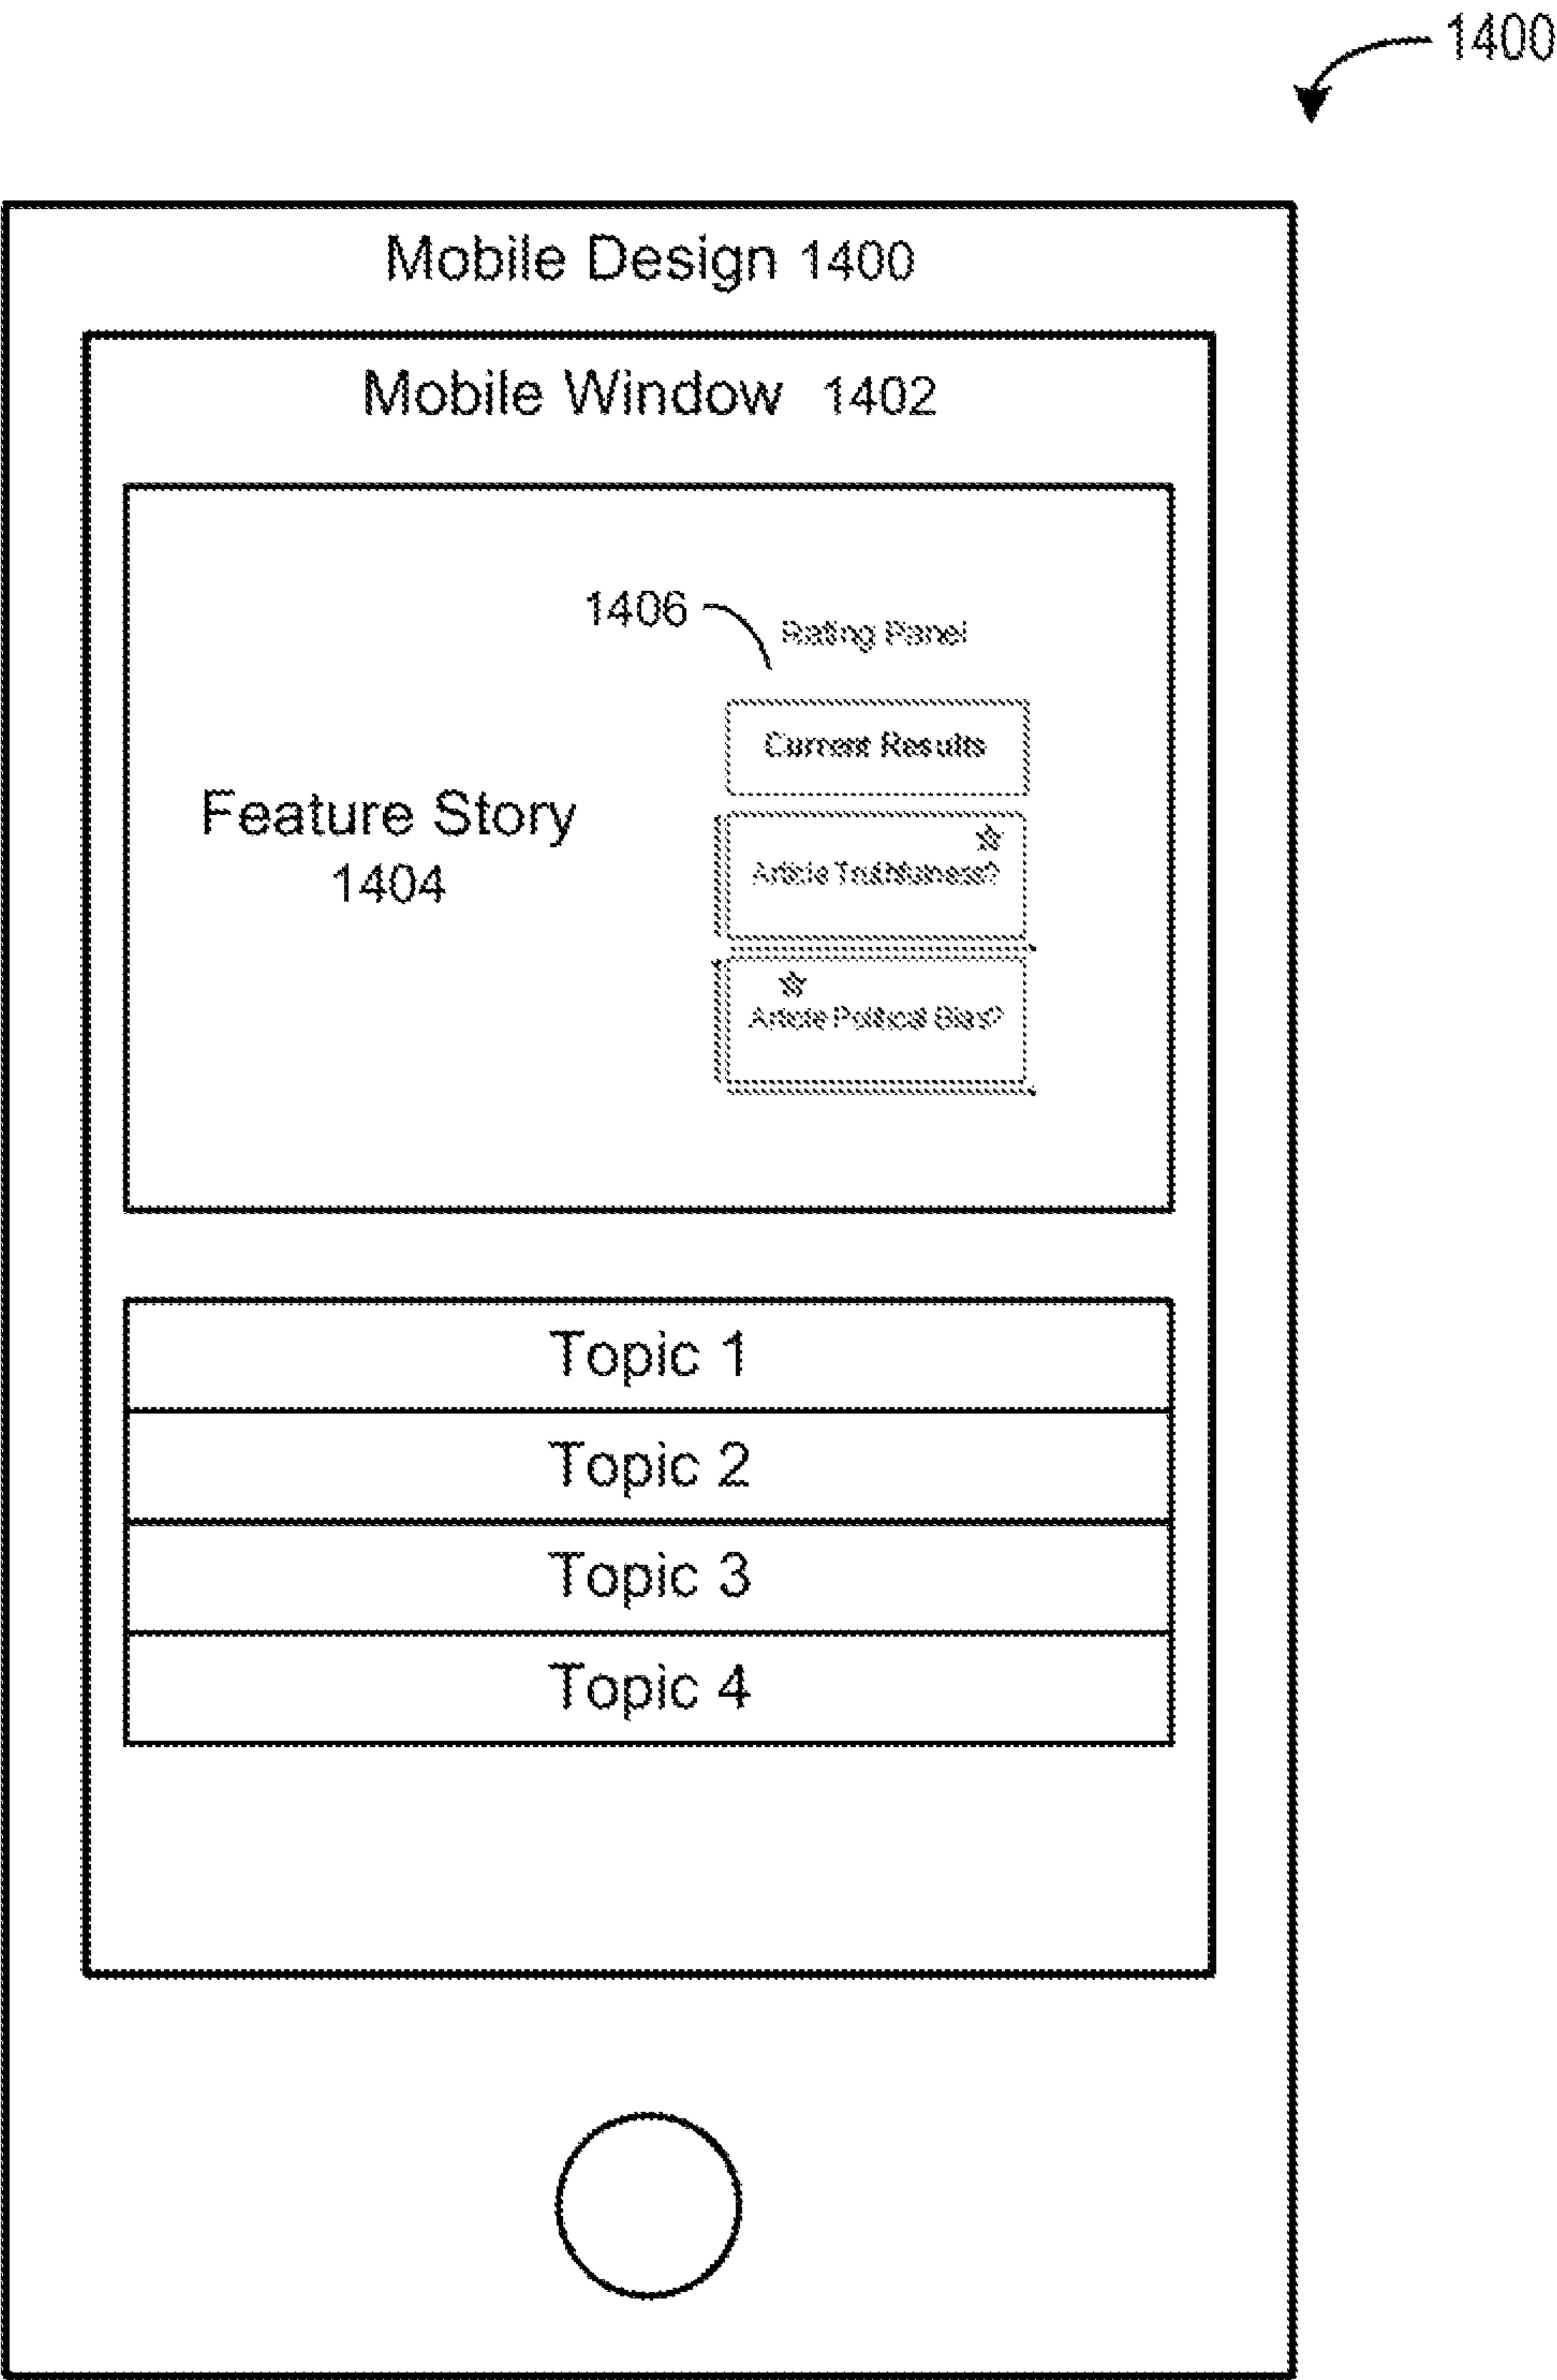 1400
Mobile Design 1400
Mobile Window 1402
1406
Rating Panel
Current Results
Feature Story
1404
Article Truthfulness?
Article Political Bias?
Topic 1
Topic 2
Topic 3
Topic 4